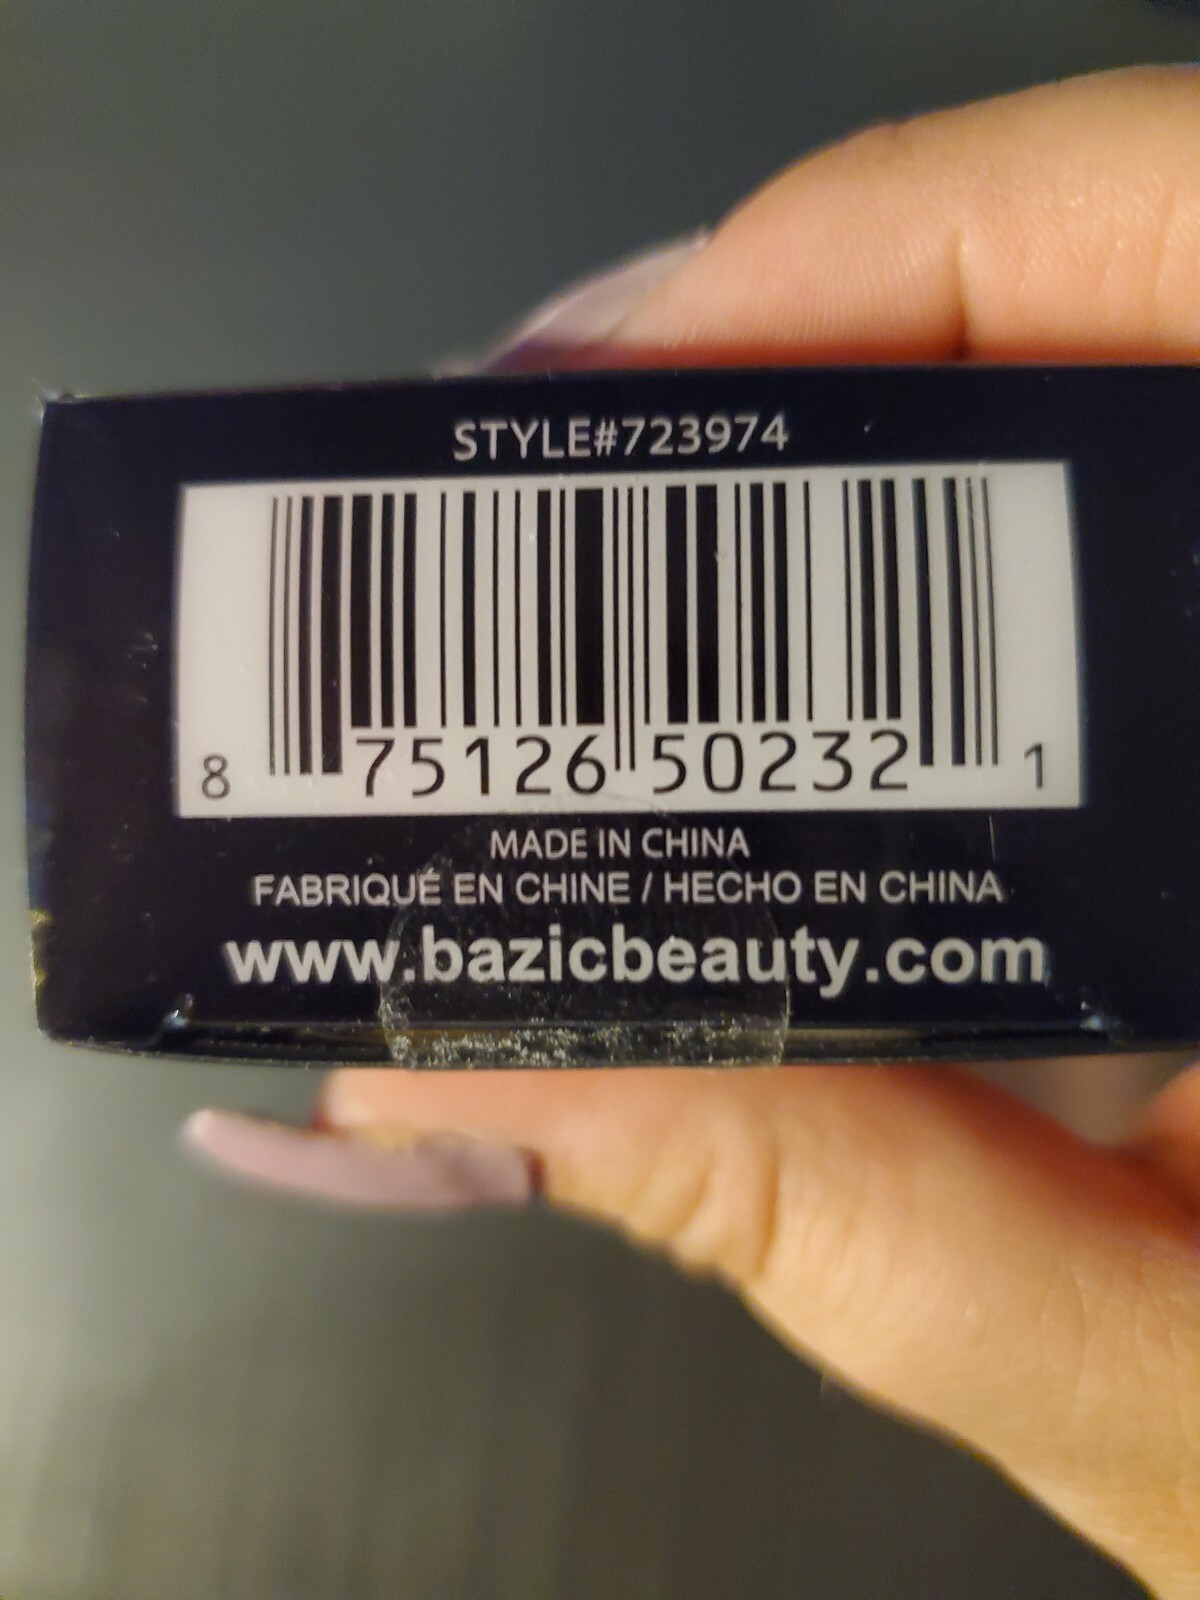 STYLE#723974
8 75126 50232 1
MADE IN CHINA
FABRIQUÉ EN CHINE / HECHO EN CHINA
www.bazicbeauty.com